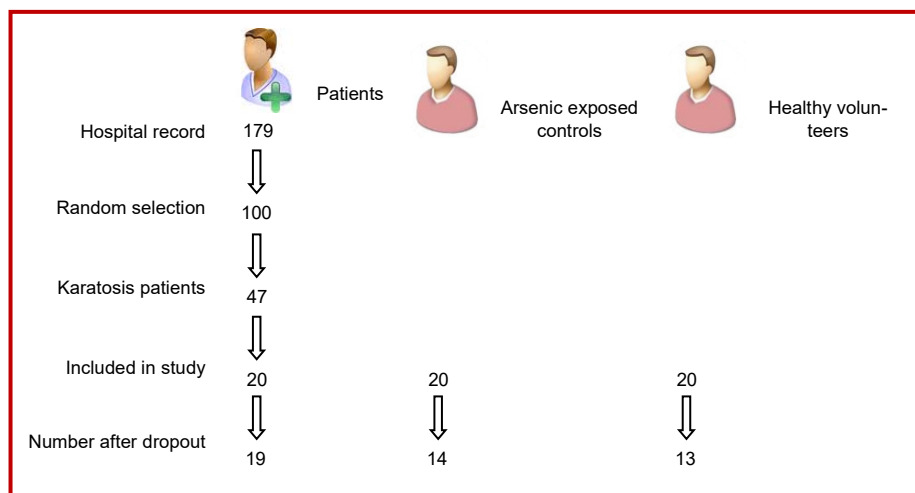 Patients
Arsenic exposed
controls
Healthy volun-
teers
Hospital record
179
Random selection
100
Karatosis patients
47
Included in study
20
20
20
Number after dropout
19
14
13